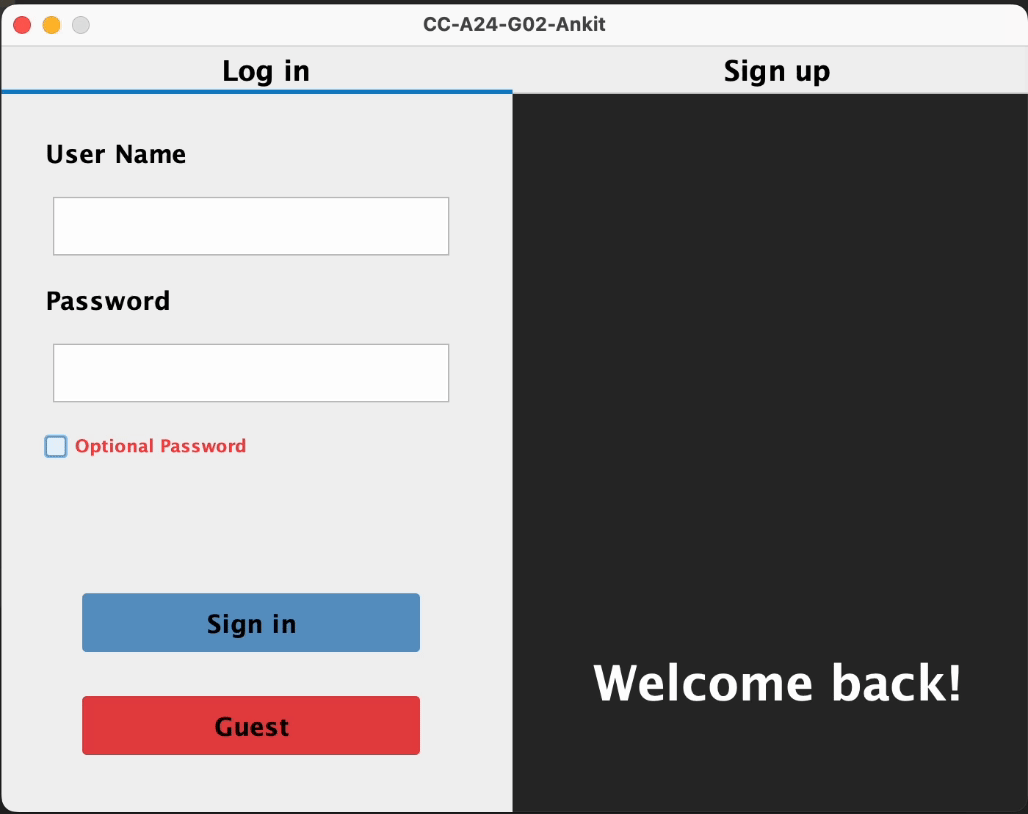 CC-A24-G02-Ankit
Log in
Sign up
User Name
Password
Optional Password
Sign in
Guest
Welcome back!